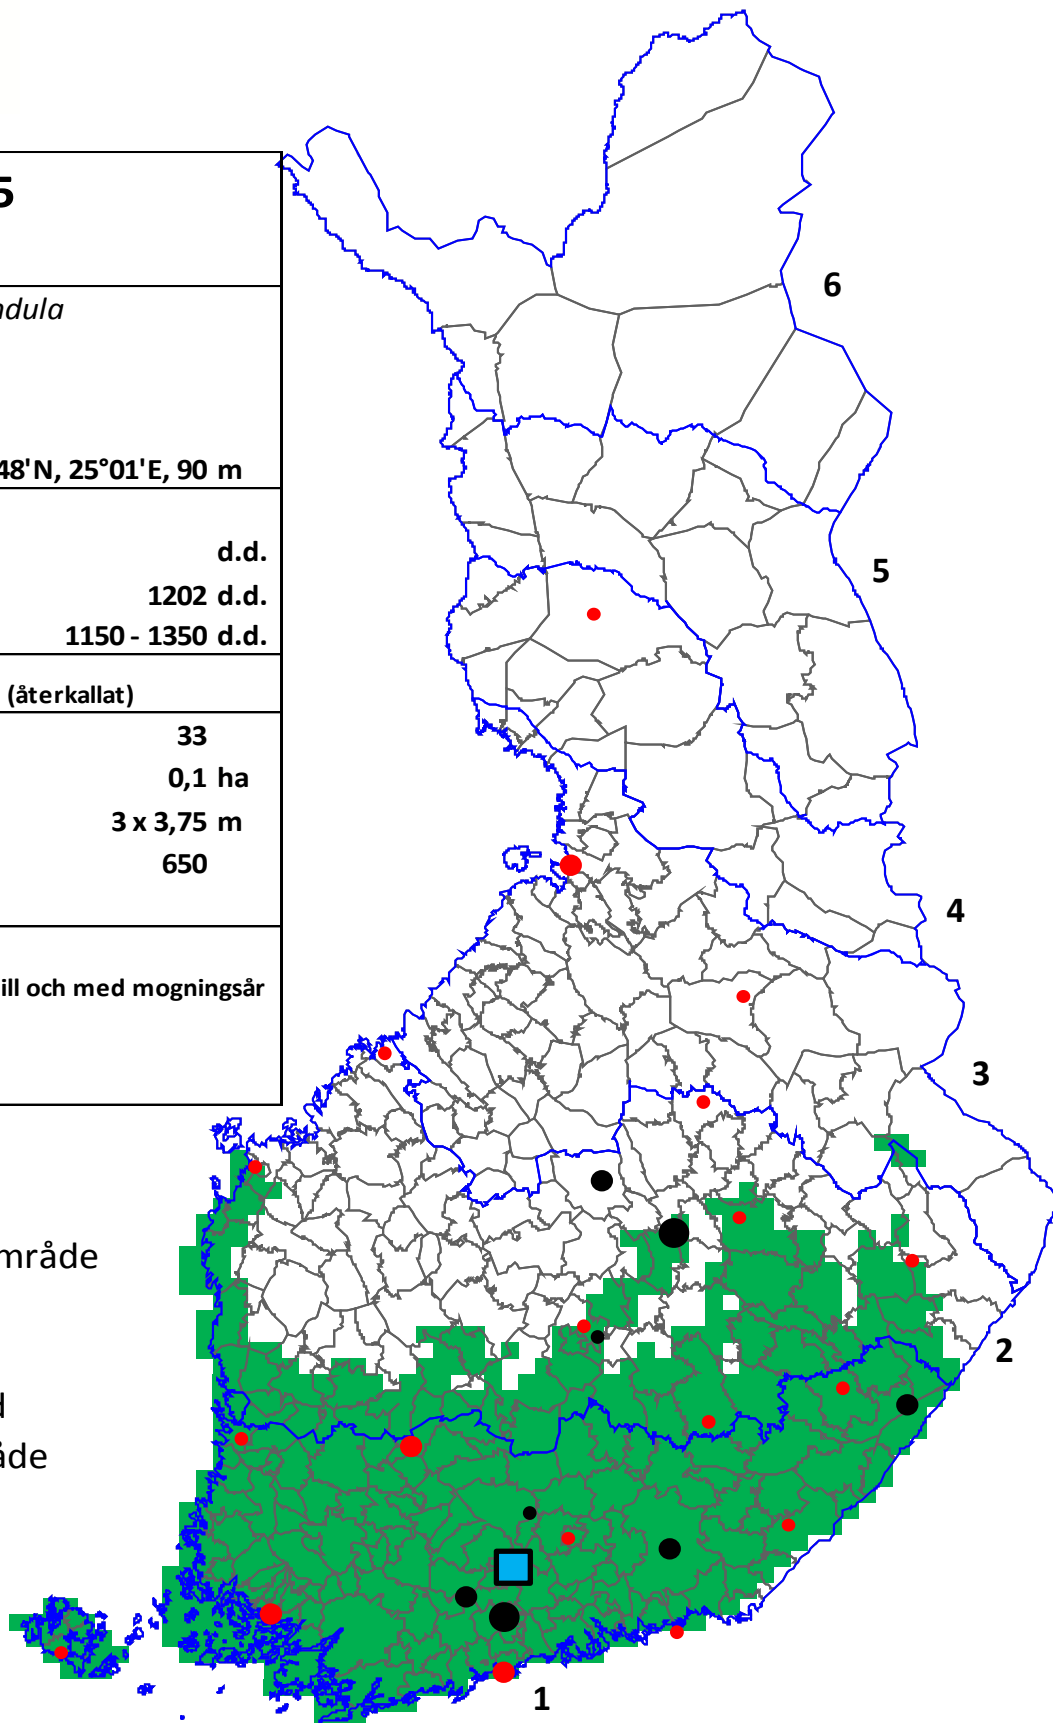 5
ndula
48'N, 25°01'E, 90 m
d.d.
1202 d.d.
1150 - 1350 d.d.
(återkallat)
33
0,1 ha
3 x 3,75 m
650
ill och med mogningsår
område
d
åde
6
5
4
3
2
1